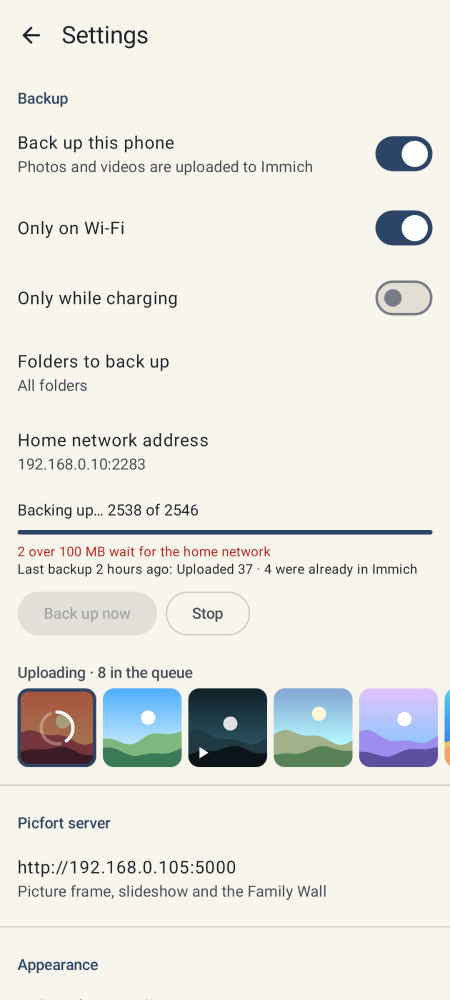 Settings
Backup
Back up this phone
Photos and videos are uploaded to Immich
Only on Wi-Fi
Only while charging
Folders to back up
All folders
Home network address
192.168.0.10:2283
Backing up... 2538 of 2546
2 over 100 MB wait for the home network
Last backup 2 hours ago: Uploaded 37 · 4 were already in Immich
Back up now
Stop
Uploading · 8 in the queue
Picfort server
http://192.168.0.105:5000
Picture frame, slideshow and the Family Wall
Appearance